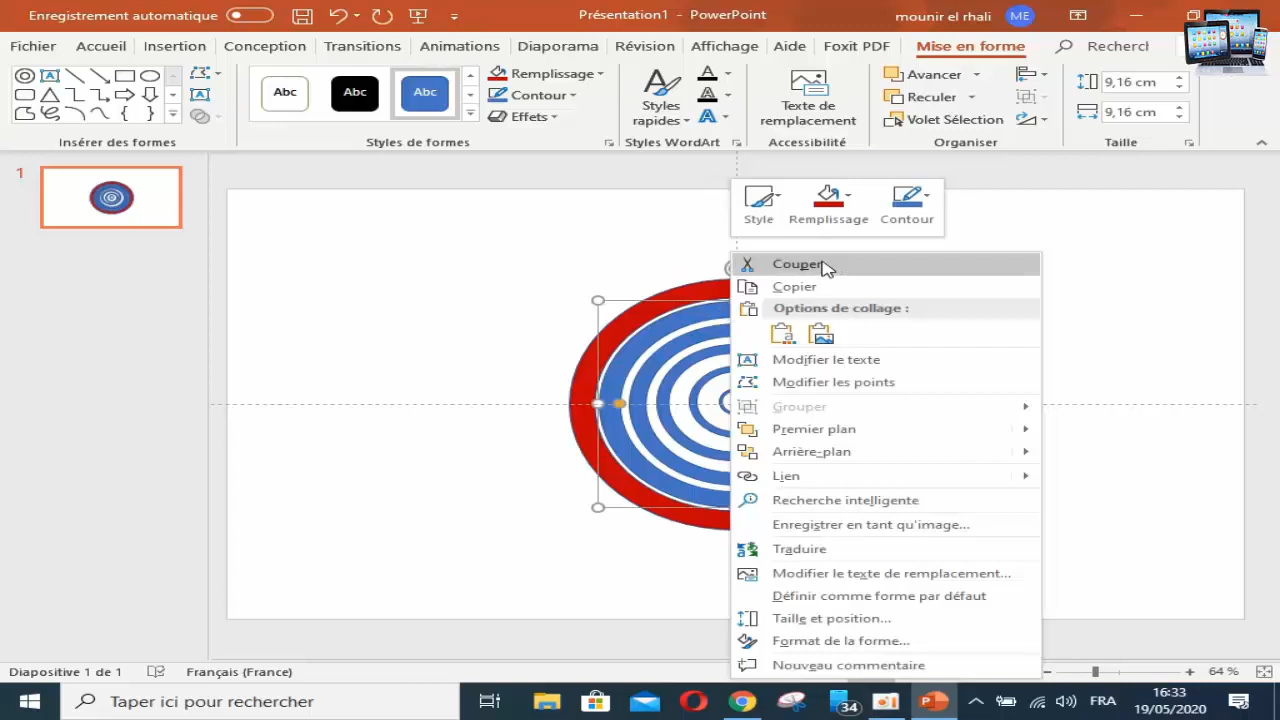 Enregistrement automatique
Présentation1 - PowerPoint
mounir el rhali
ME
Fichier Accueil Insertion Conception Transitions Animations Diaporama Révision Affichage Aide Foxit PDF Mise en forme Recherch
Abc Abc Abc
Remplissage
Contour
Effets
Styles
rapides
Texte de
remplacement
Avancer
Reculer
Volet Sélection
9,16 cm
9,16 cm
Insérer des formes Styles de formes Styles WordArt Accessibilité Organiser Taille
1
Style Remplissage Contour
Couper
Copier
Options de collage :
Modifier le texte
Modifier les points
Grouper
Premier plan
Arrière-plan
Lien
Recherche intelligente
Enregistrer en tant qu'image...
Traduire
Modifier le texte de remplacement...
Définir comme forme par défaut
Taille et position...
Format de la forme...
Nouveau commentaire
Diapositive 1 de 1 Français (France) 64 %
Taper ici pour rechercher
34
FRA
16:33
19/05/2020